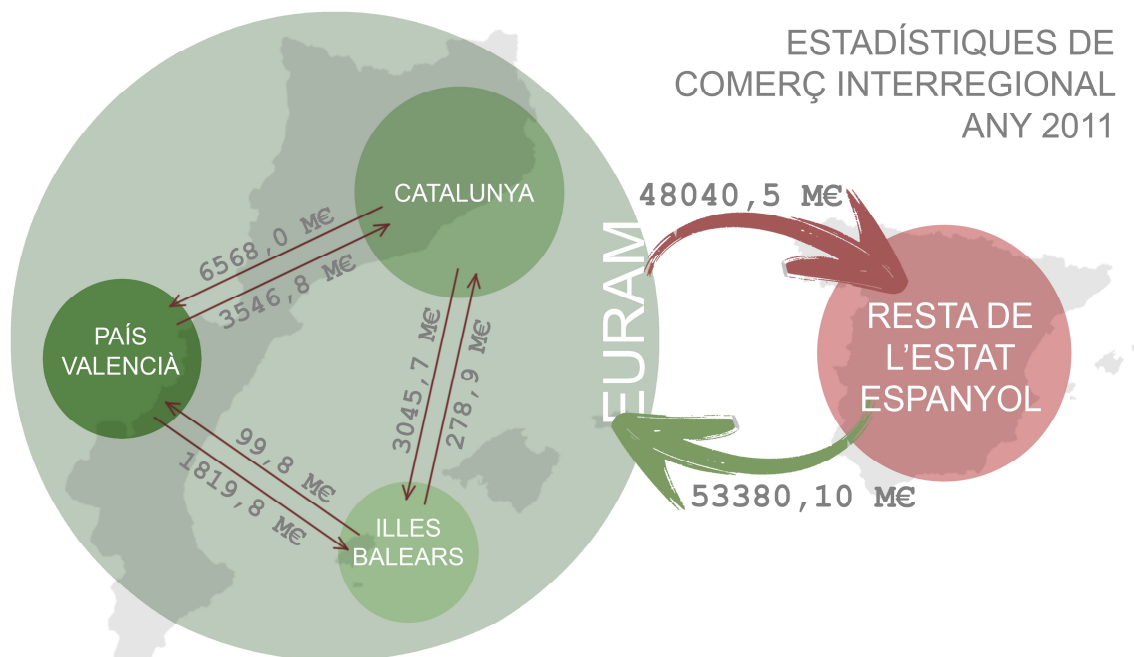 ESTADÍSTIQUES DE
COMERÇ INTERREGIONAL
ANY 2011
CATALUNYA
48040,5 M€
6568,0 M€
3546,8 M€
EURAM
PAÍS
VALENCIÀ
RESTA DE
L'ESTAT
ESPANYOL
3045,7 M€
278,9 M€
99,8 M€
1819,8 M€
53380,10 M€
ILLES
BALEARS